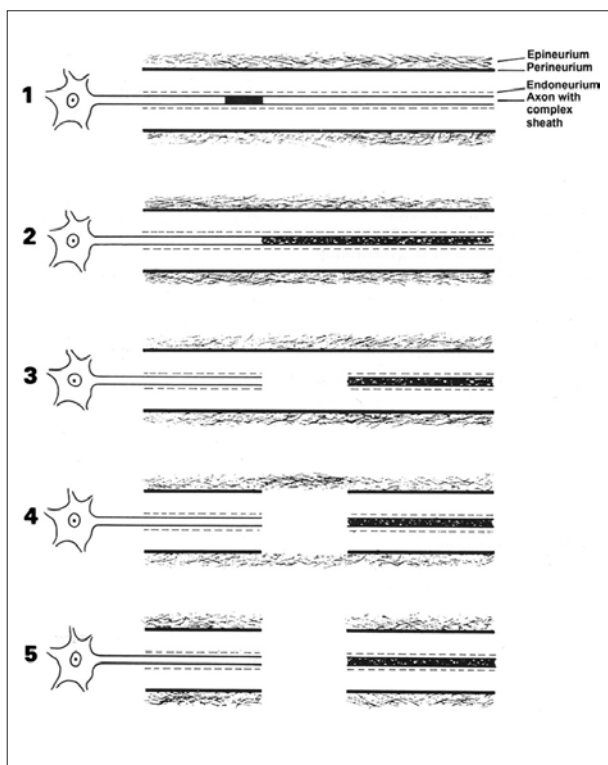 Epineurium
Perineurium
1
Endoneurium
Axon with
complex
sheath
2
3
4
5